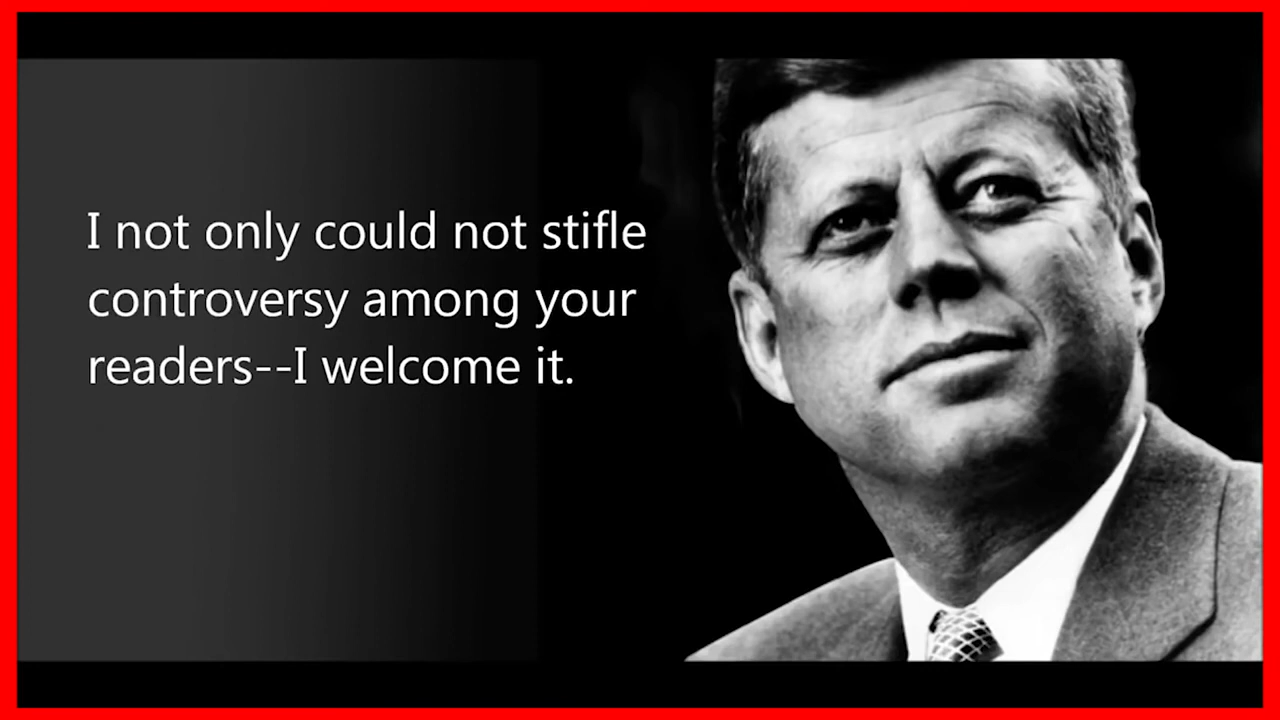 I not only could not stifle
controversy among your
readers--I welcome it.